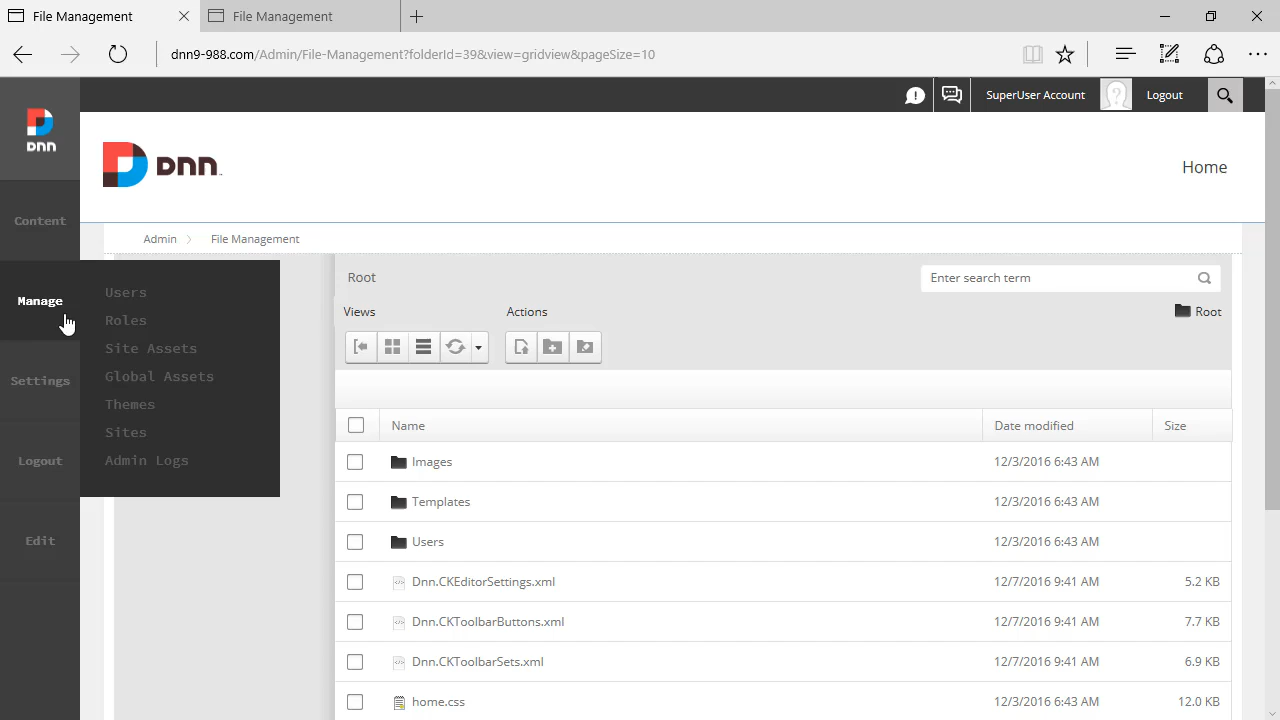 File Management
File Management
dnn9-988.com/Admin/File-Management?folderId=39&view=gridview&pageSize=10
SuperUser Account
Logout
dnn
dnn
Home
Content
Admin
File Management
Manage
Users
Roles
Site Assets
Global Assets
Themes
Sites
Admin Logs
Settings
Logout
Edit
Root
Enter search term
Views
Actions
Root
Name
Date modified
Size
Images
12/3/2016 6:43 AM
Templates
12/3/2016 6:43 AM
Users
12/3/2016 6:43 AM
Dnn.CKEditorSettings.xml
12/7/2016 9:41 AM
5.2 KB
Dnn.CKToolbarButtons.xml
12/7/2016 9:41 AM
7.7 KB
Dnn.CKToolbarSets.xml
12/7/2016 9:41 AM
6.9 KB
home.css
12/3/2016 6:43 AM
12.0 KB